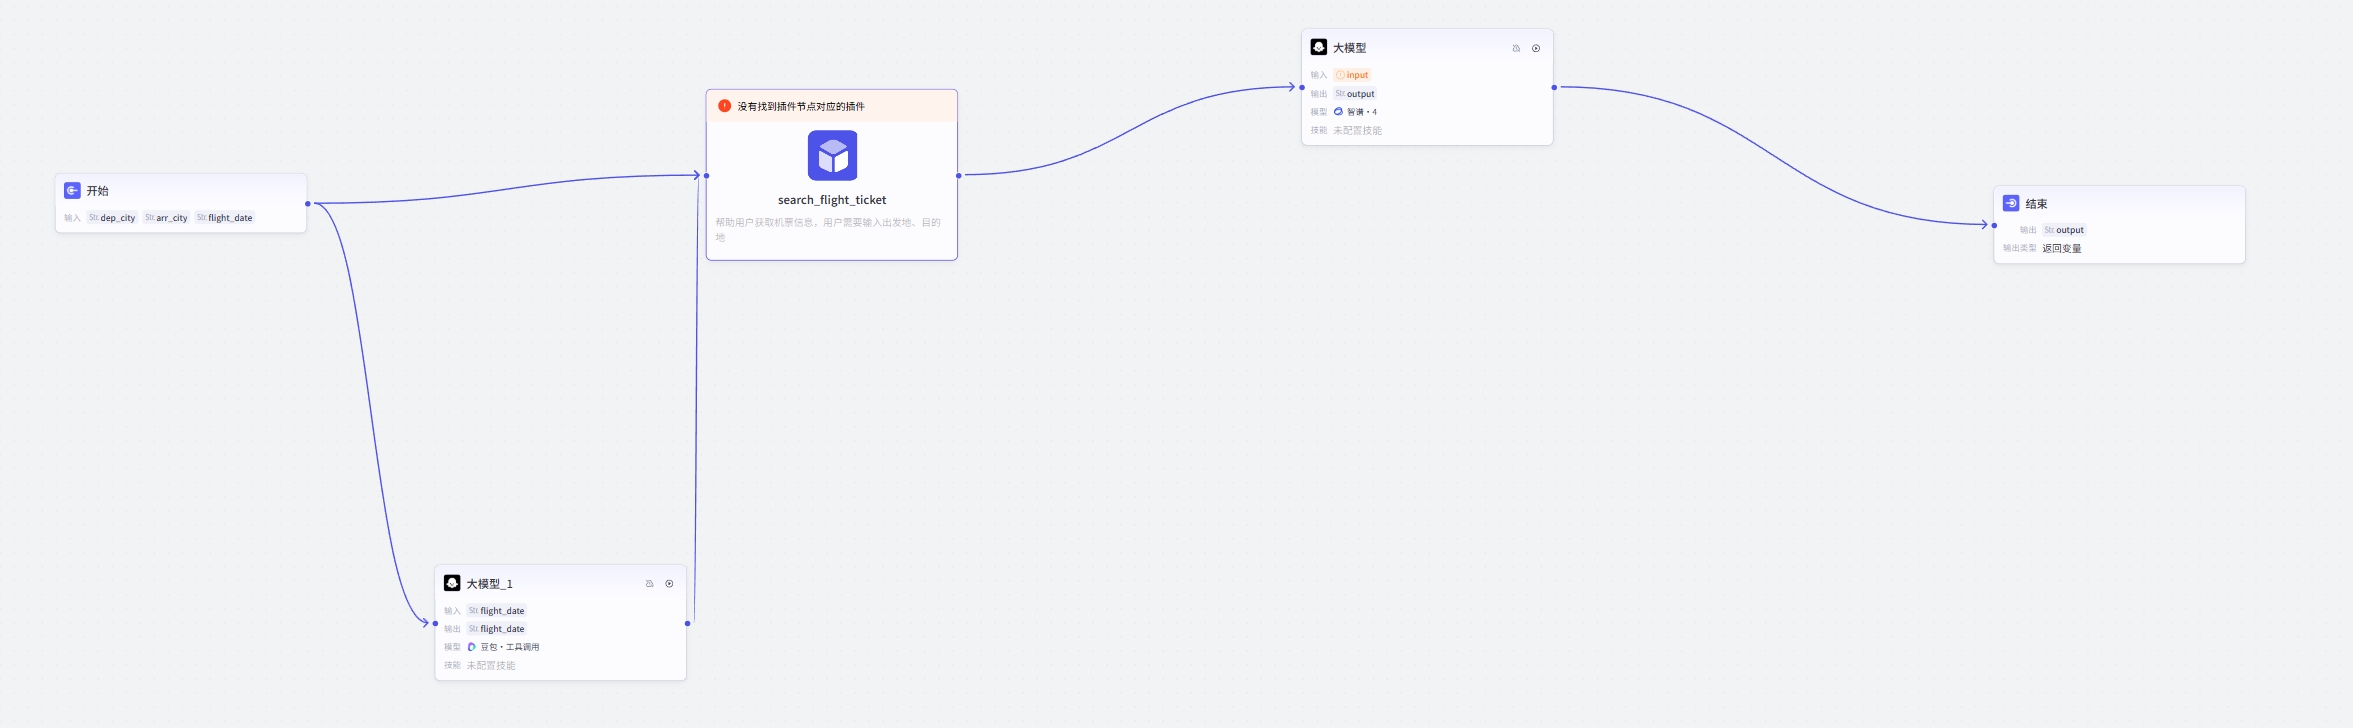 开始
输入 Str. dep_city Str. arr_city Str. flight_date
没有找到插件节点对应的插件
search_flight_ticket
帮助用户获取机票信息，用户需要输入出发地、目的
地
大模型
输入 input
输出 Str. output
模型 智谱·4
技能 未配置技能
结束
输出 Str. output
输出类型 返回变量
大模型_1
输入 Str. flight_date
输出 Str. flight_date
模型 豆包·工具调用
技能 未配置技能